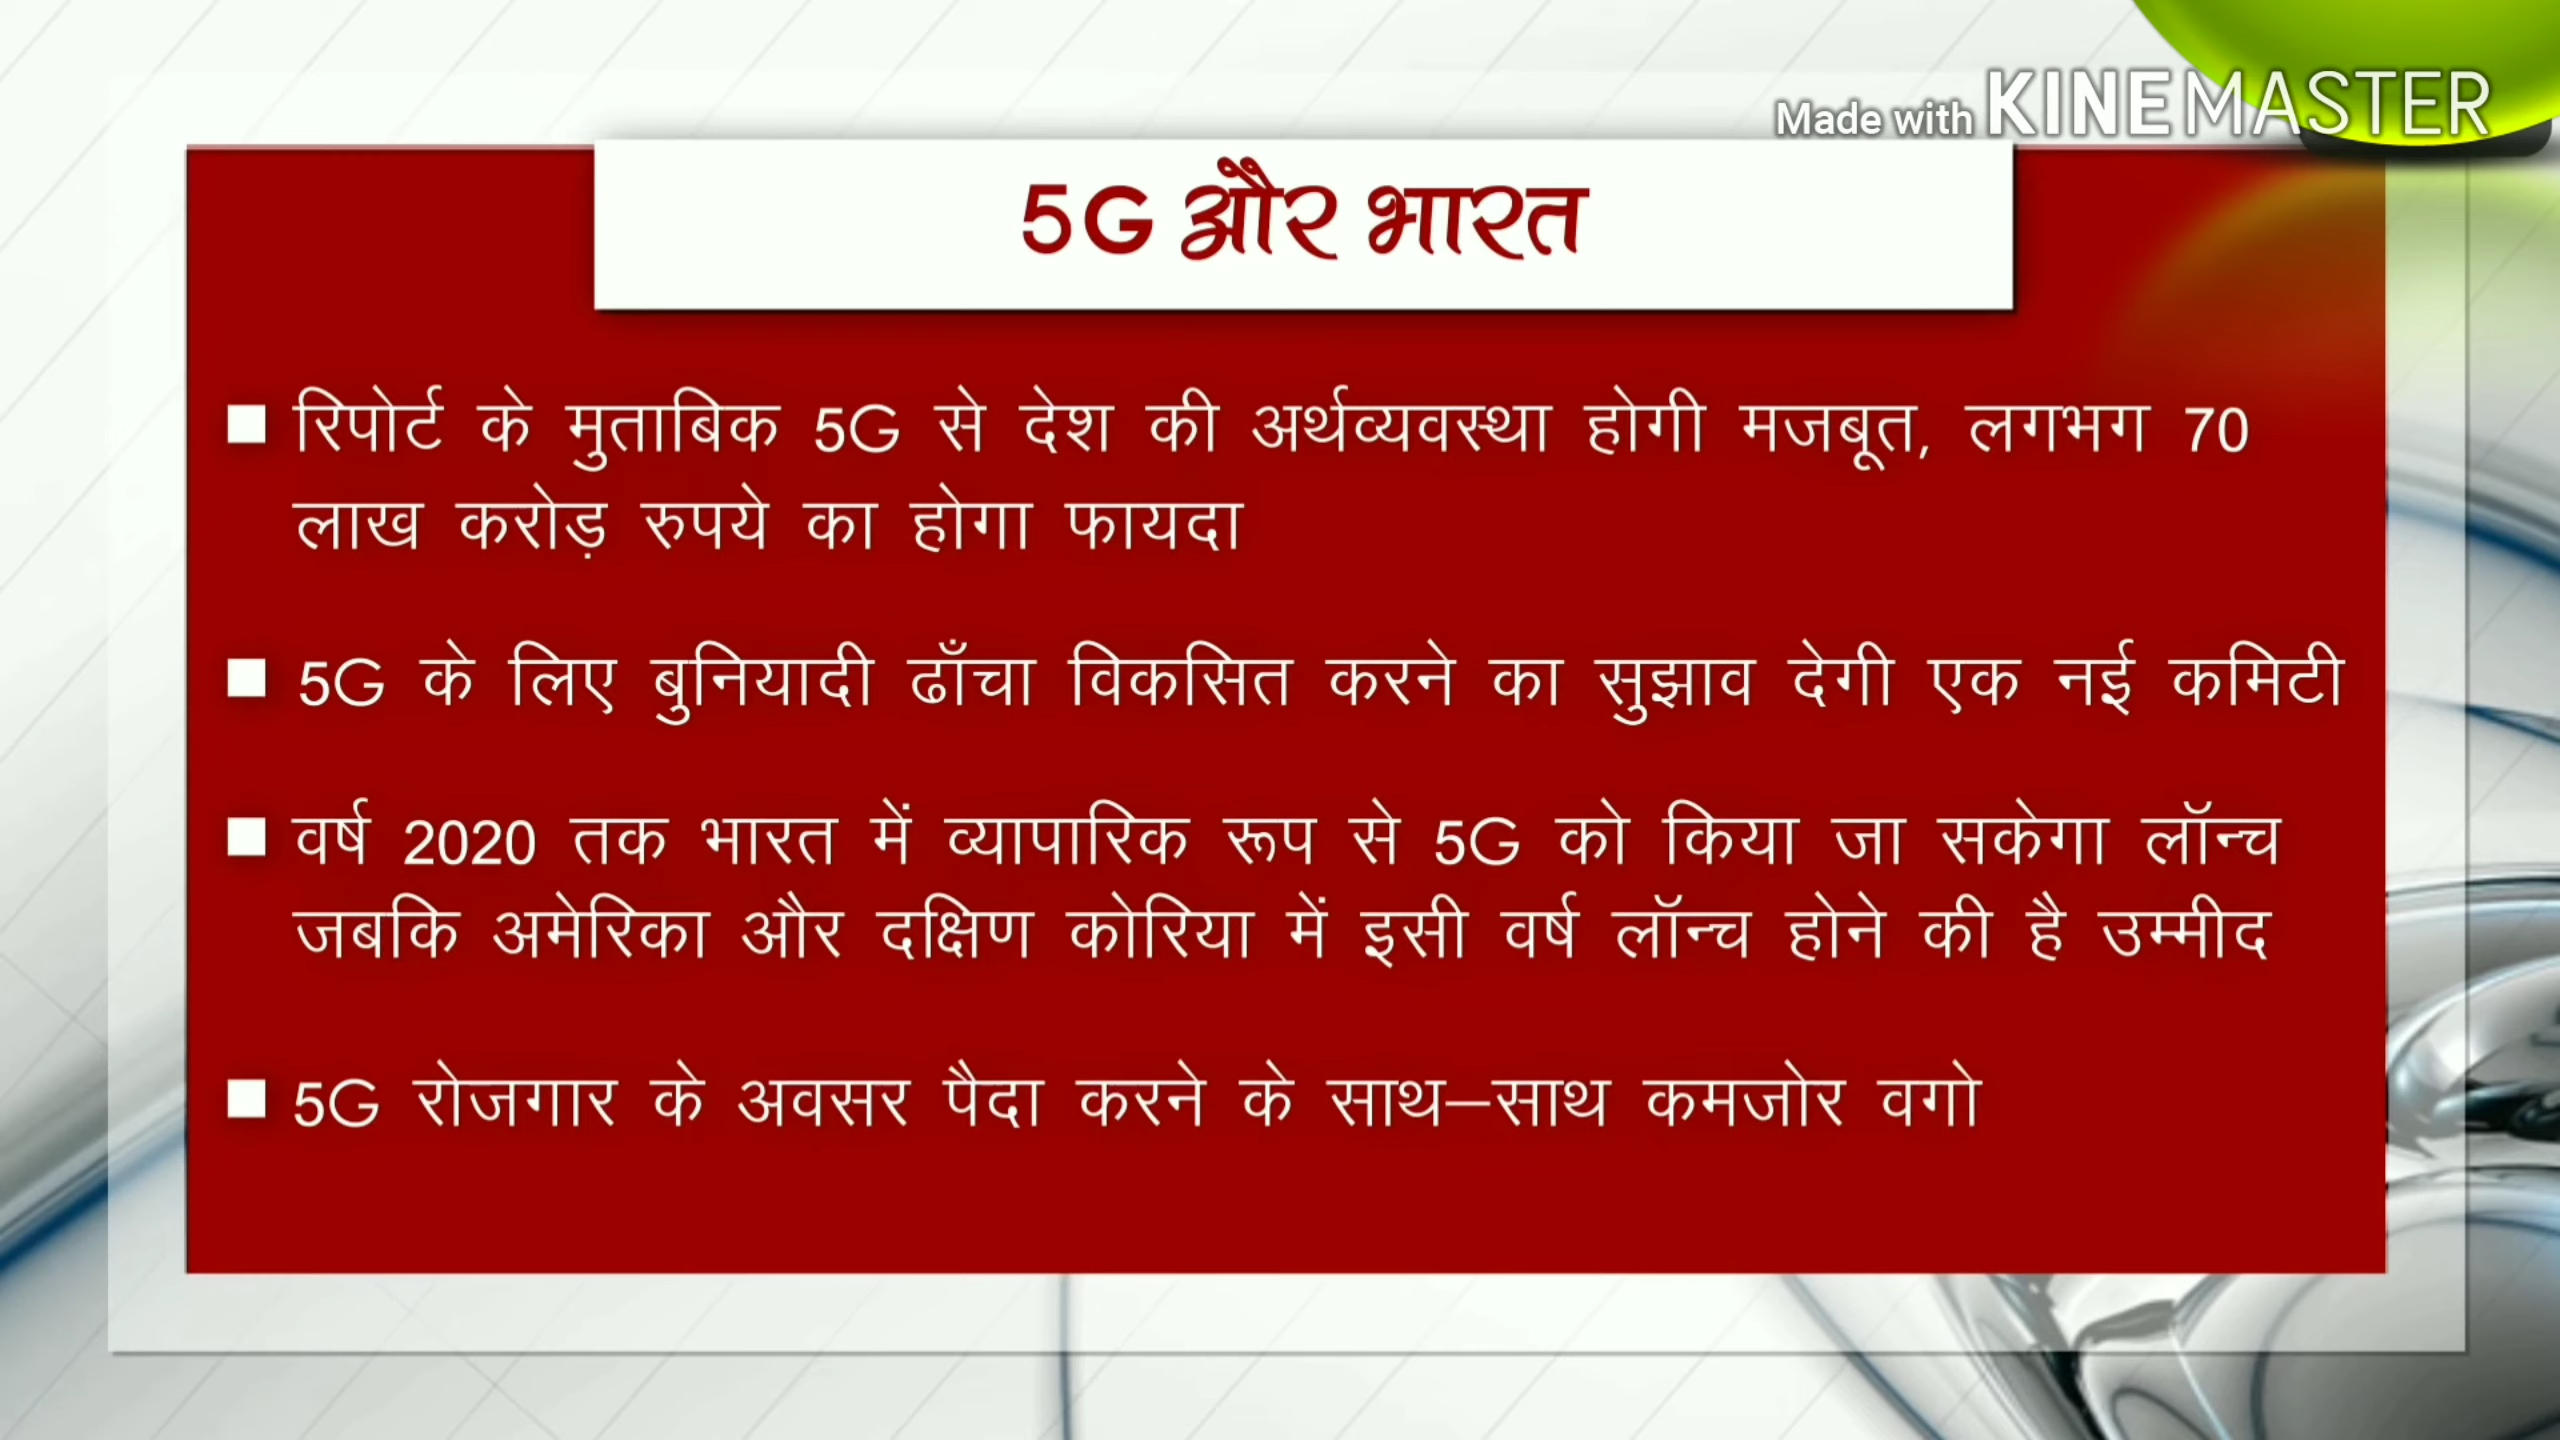 Made with KINEMASTER
5G और भारत
■ रिपोर्ट के मुताबिक 5G से देश की अर्थव्यवस्था होगी मजबूत, लगभग 70
लाख करोड़ रुपये का होगा फायदा
■ 5G के लिए बुनियादी ढाँचा विकसित करने का सुझाव देगी एक नई कमिटी
■ वर्ष 2020 तक भारत में व्यापारिक रूप से 5G को किया जा सकेगा लॉन्च
जबकि अमेरिका और दक्षिण कोरिया में इसी वर्ष लॉन्च होने की है उम्मीद
■ 5G रोजगार के अवसर पैदा करने के साथ–साथ कमजोर वगो